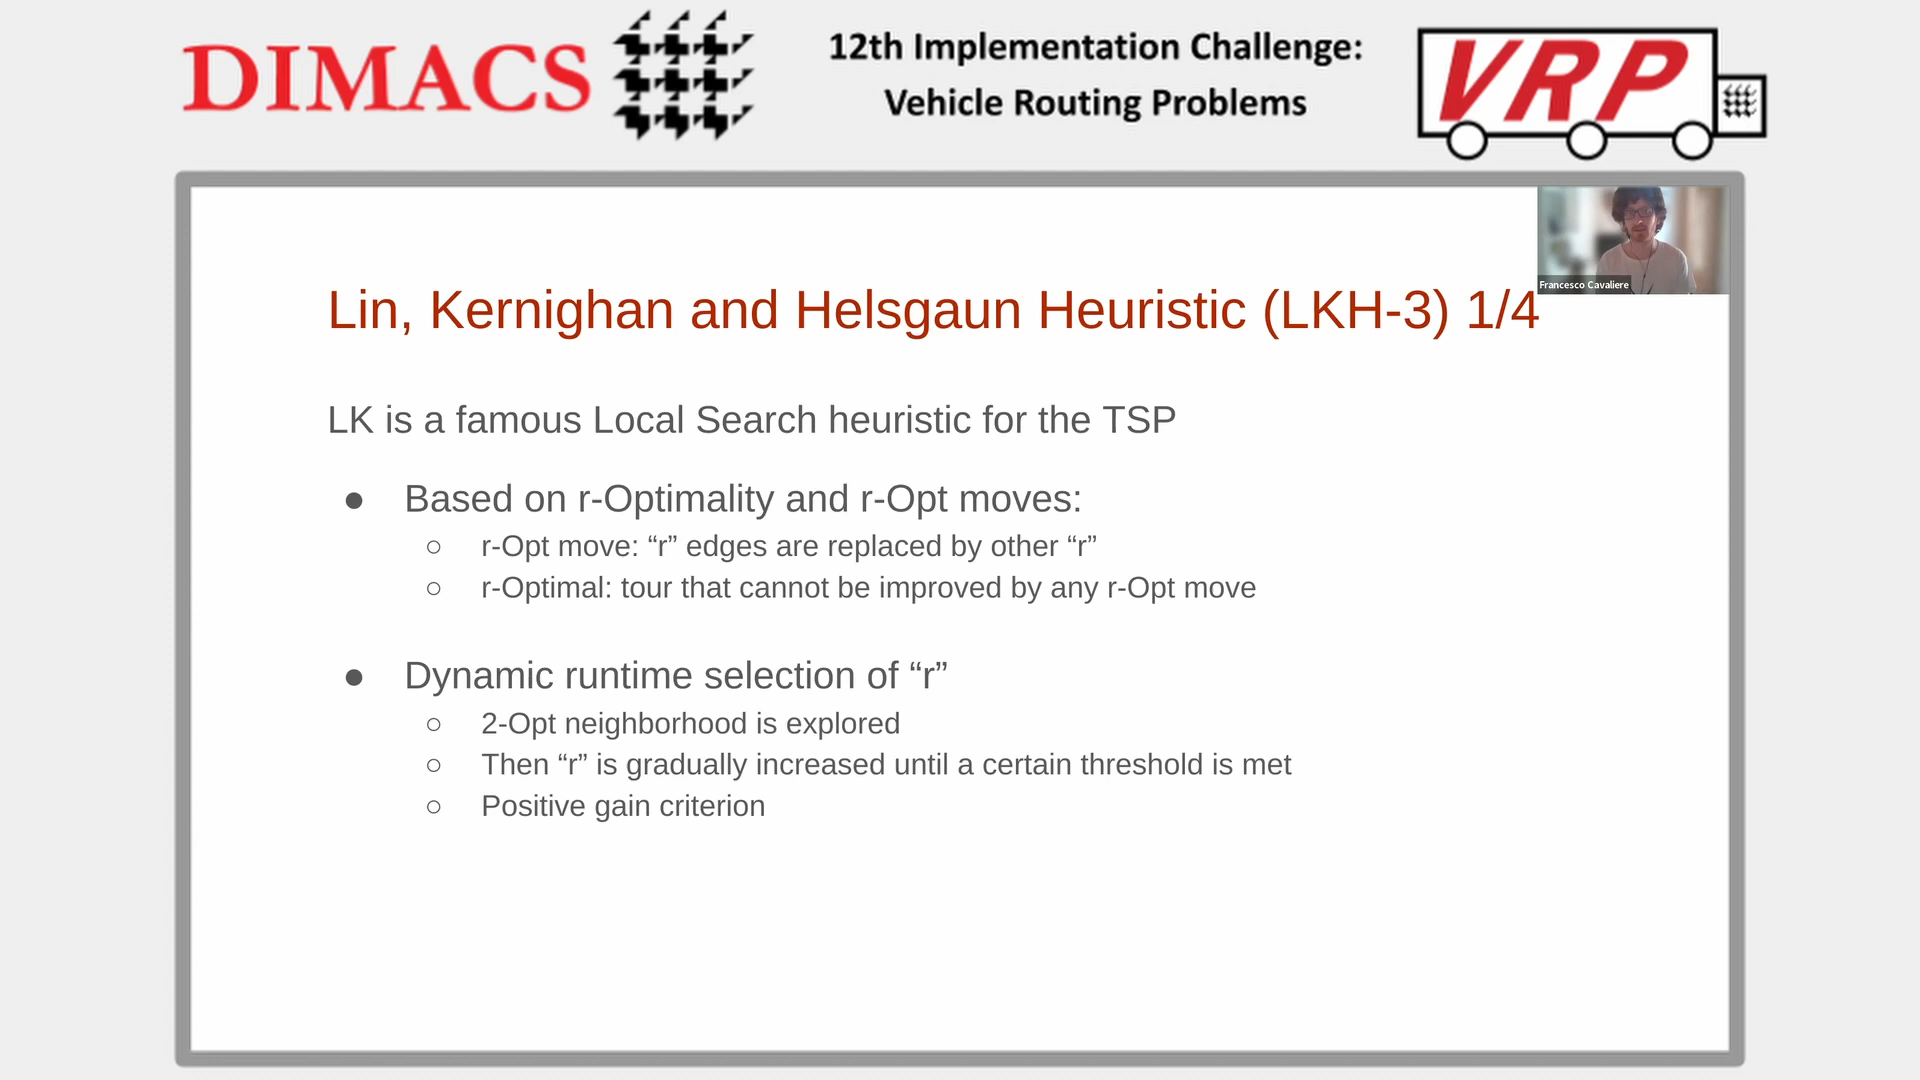 DIMACS
12th Implementation Challenge:
Vehicle Routing Problems
VRP
Francesco Cavaliere
Lin, Kernighan and Helsgaun Heuristic (LKH-3) 1/4
LK is a famous Local Search heuristic for the TSP
● Based on r-Optimality and r-Opt moves:
○ r-Opt move: “r” edges are replaced by other “r”
○ r-Optimal: tour that cannot be improved by any r-Opt move
● Dynamic runtime selection of “r”
○ 2-Opt neighborhood is explored
○ Then “r” is gradually increased until a certain threshold is met
○ Positive gain criterion